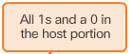 All 1s and a 0 in
the host portion